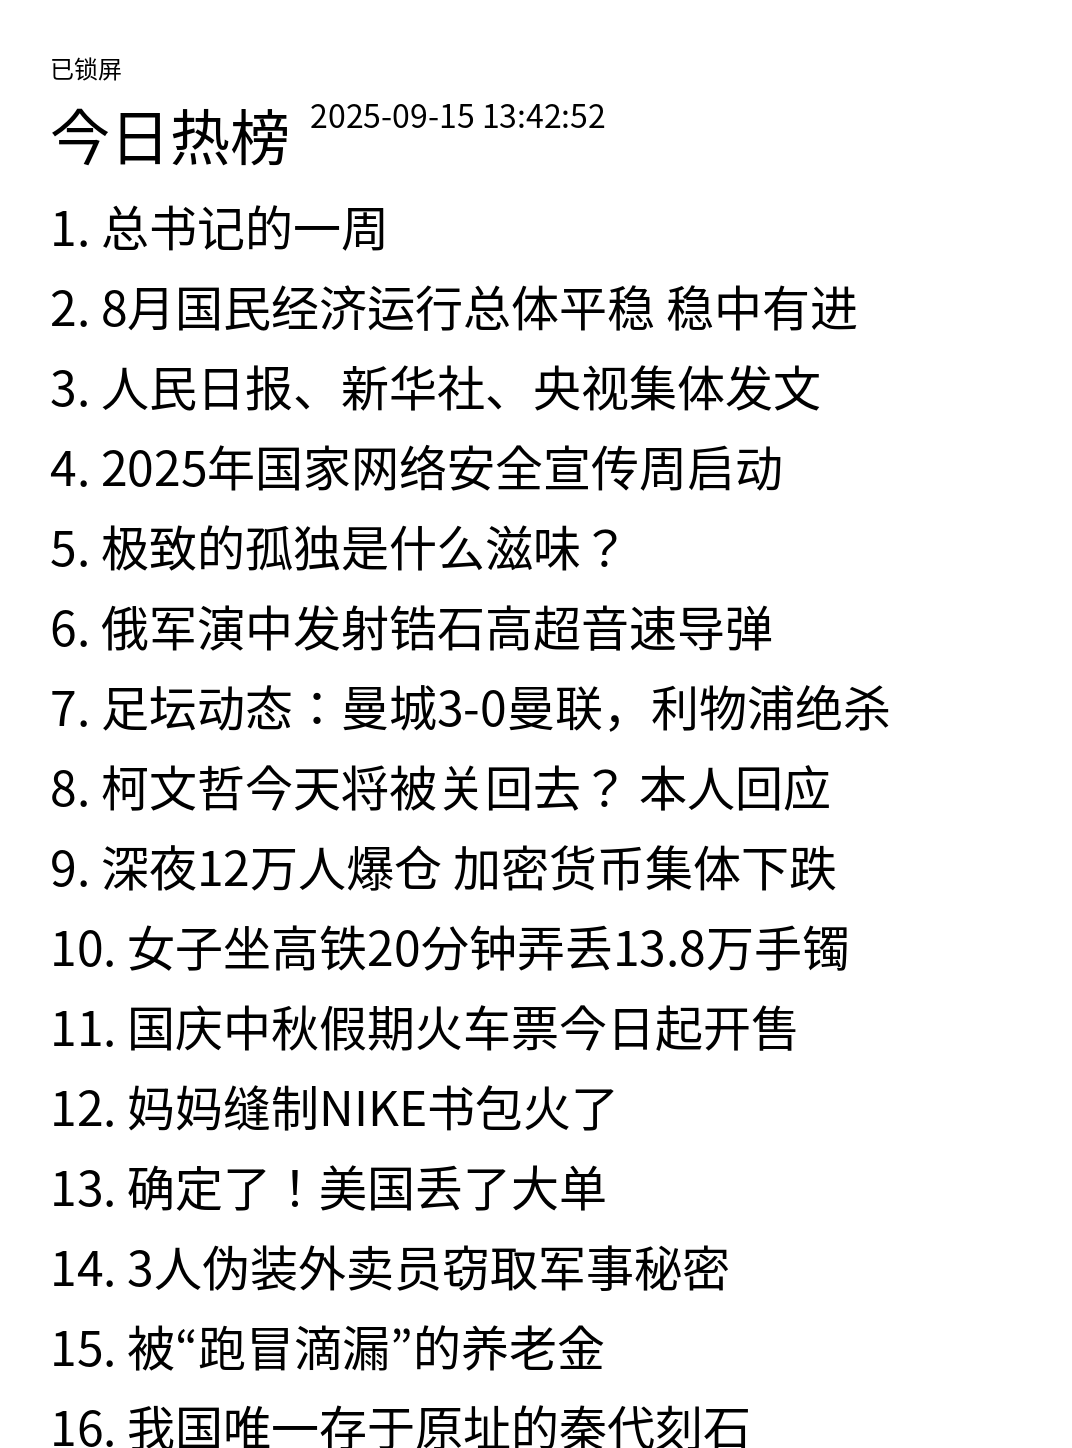 已锁屏
今日热榜 2025-09-15 13:42:52
1. 总书记的一周
2. 8月国民经济运行总体平稳 稳中有进
3. 人民日报、新华社、央视集体发文
4. 2025年国家网络安全宣传周启动
5. 极致的孤独是什么滋味？
6. 俄军演中发射锆石高超音速导弹
7. 足坛动态：曼城3-0曼联，利物浦绝杀
8. 柯文哲今天将被关回去？ 本人回应
9. 深夜12万人爆仓 加密货币集体下跌
10. 女子坐高铁20分钟弄丢13.8万手镯
11. 国庆中秋假期火车票今日起开售
12. 妈妈缝制NIKE书包火了
13. 确定了！美国丢了大单
14. 3人伪装外卖员窃取军事秘密
15. 被“跑冒滴漏”的养老金
16. 我国唯一存于原址的秦代刻石